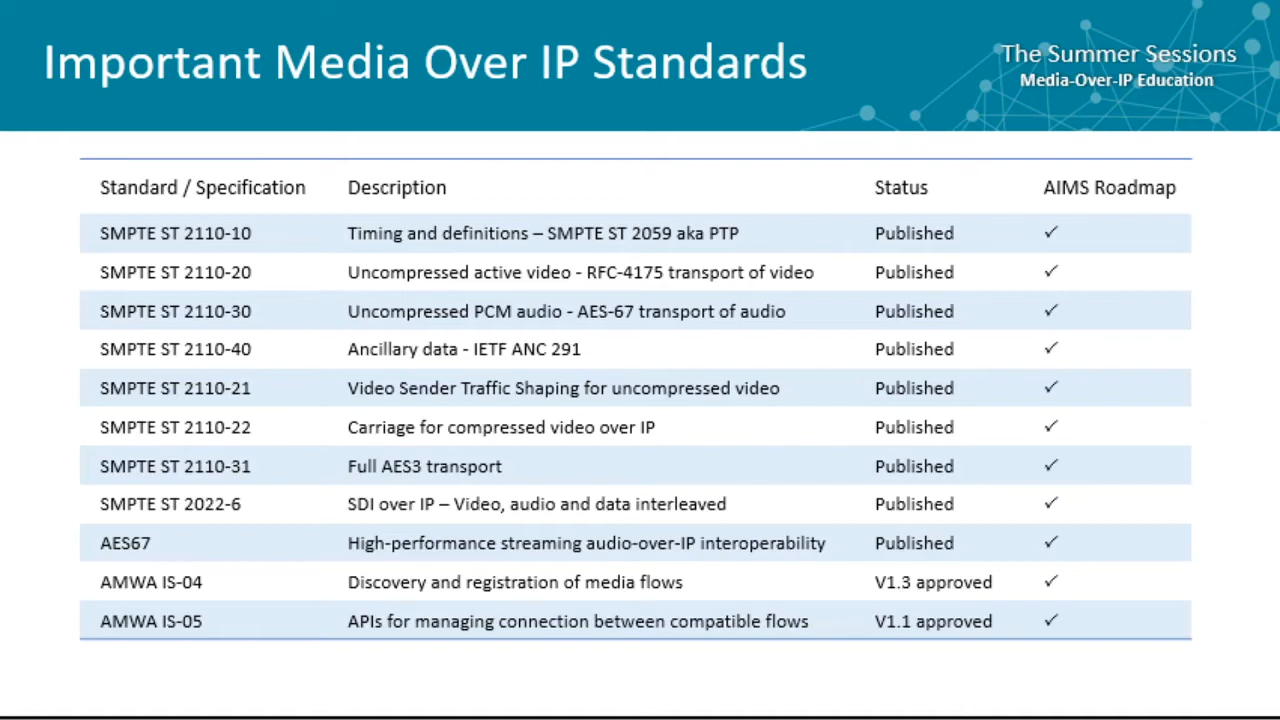 Important Media Over IP Standards
The Summer Sessions
Media-Over-IP Education
Standard / Specification Description Status AIMS Roadmap
SMPTE ST 2110-10 Timing and definitions – SMPTE ST 2059 aka PTP Published ✓
SMPTE ST 2110-20 Uncompressed active video - RFC-4175 transport of video Published ✓
SMPTE ST 2110-30 Uncompressed PCM audio - AES-67 transport of audio Published ✓
SMPTE ST 2110-40 Ancillary data - IETF ANC 291 Published ✓
SMPTE ST 2110-21 Video Sender Traffic Shaping for uncompressed video Published ✓
SMPTE ST 2110-22 Carriage for compressed video over IP Published ✓
SMPTE ST 2110-31 Full AES3 transport Published ✓
SMPTE ST 2022-6 SDI over IP – Video, audio and data interleaved Published ✓
AES67 High-performance streaming audio-over-IP interoperability Published ✓
AMWA IS-04 Discovery and registration of media flows V1.3 approved ✓
AMWA IS-05 APIs for managing connection between compatible flows V1.1 approved ✓